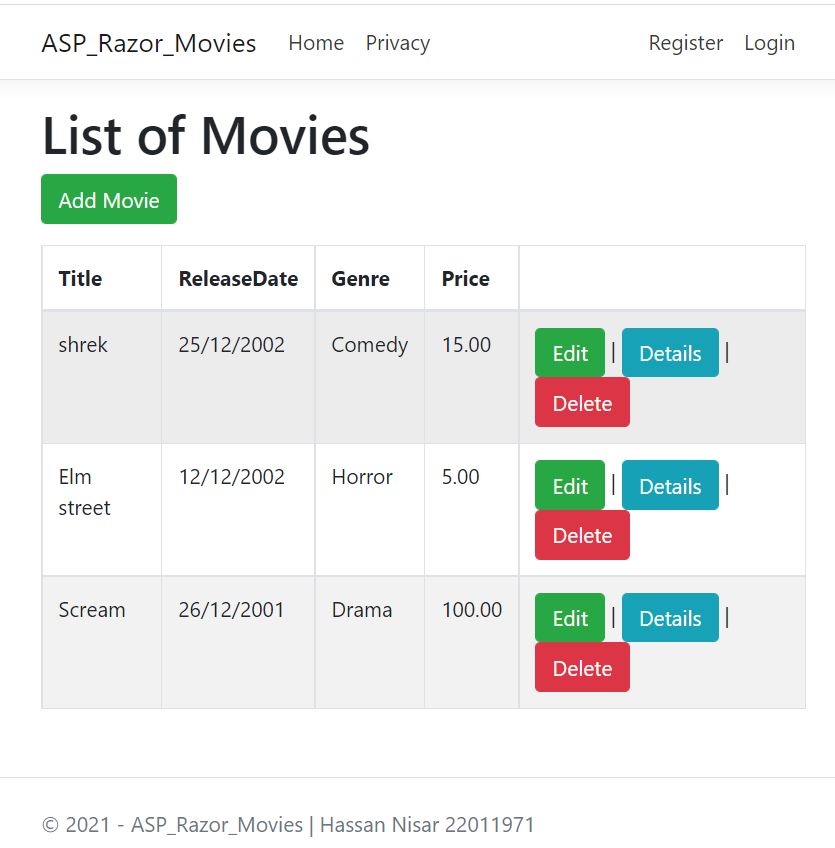 ASP_Razor_Movies Home Privacy Register Login
List of Movies
Add Movie
Title ReleaseDate Genre Price
shrek 25/12/2002 Comedy 15.00 Edit | Details |
Delete
Elm 12/12/2002 Horror 5.00 Edit | Details |
street
Delete
Scream 26/12/2001 Drama 100.00 Edit | Details |
Delete
© 2021 - ASP_Razor_Movies | Hassan Nisar 22011971